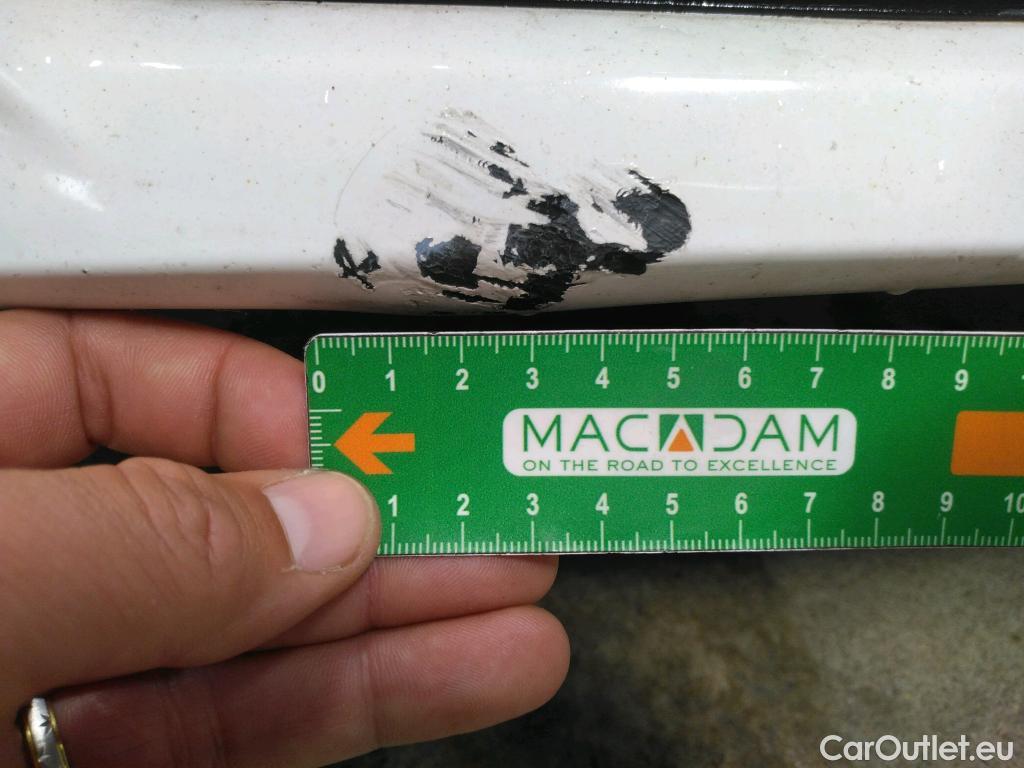 0 1 2 3 4 5 6 7 8 9
MACADAM
ON THE ROAD TO EXCELLENCE
1 2 3 4 5 6 7 8 9 10
CarOutlet.eu